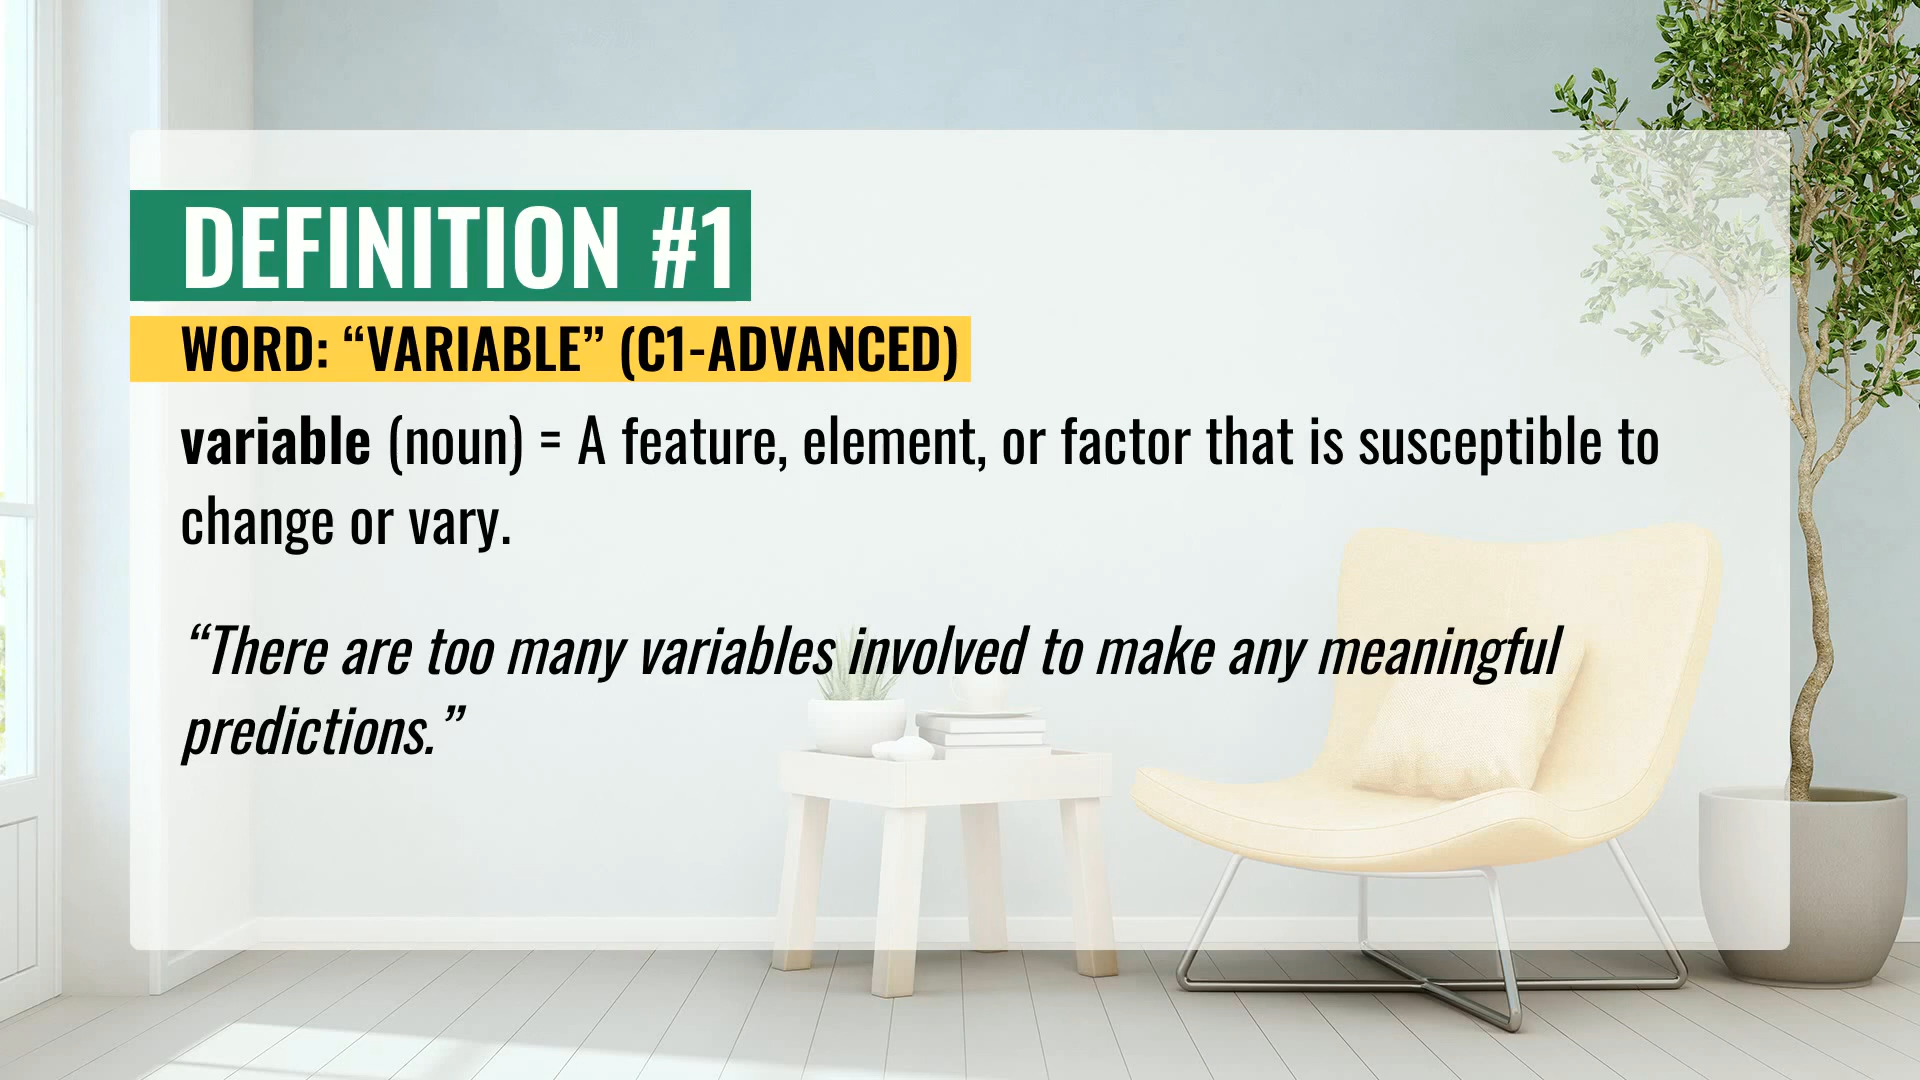 DEFINITION #1
WORD: “VARIABLE” (C1-ADVANCED)
variable (noun) = A feature, element, or factor that is susceptible to
change or vary.
“There are too many variables involved to make any meaningful
predictions.”